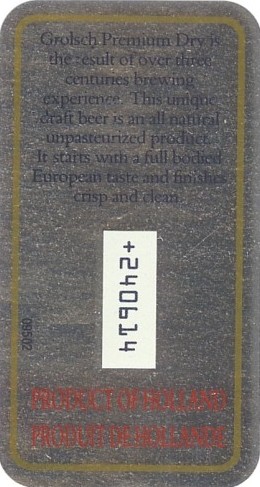 Grolsch Premium Dry is
the result of over three
centuries brewing
experience. This unique
draft beer is an all natural
unpasteurized product.
It starts with a full bodied
European taste and finishes
crisp and clean.
+240614
09502
PRODUCT OF HOLLAND
PRODUIT DE HOLLANDE